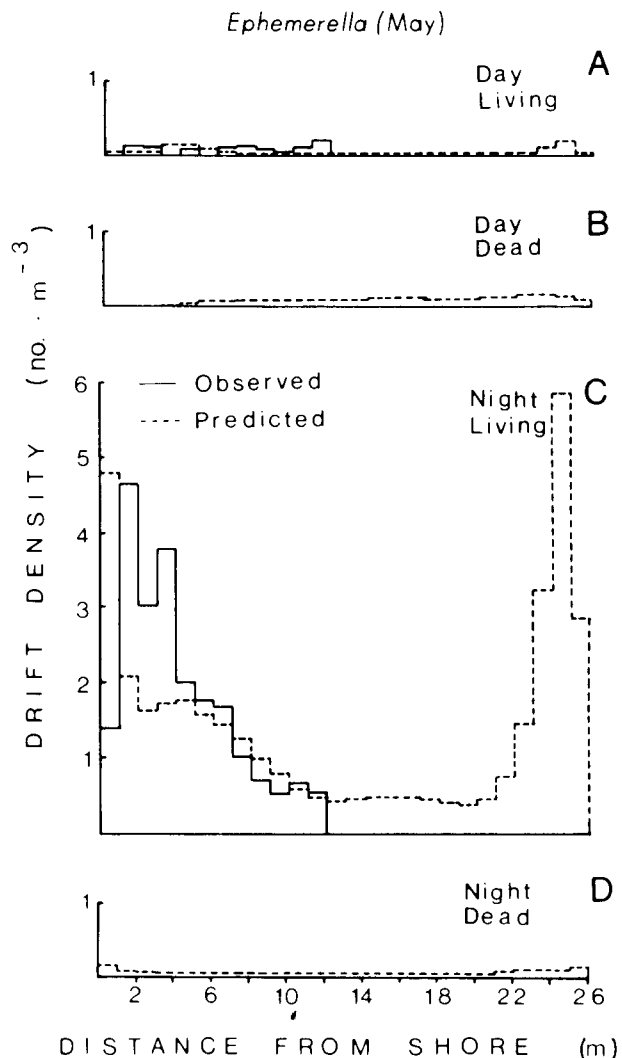 Ephemerella (May)
A
1
Day
Living
B
1
Day
Dead
DRIFT DENSITY (no. · m⁻³)
C
6
5
4
3
2
1
Observed
Predicted
Night
Living
D
1
Night
Dead
2 6 10 14 18 22 26
DISTANCE FROM SHORE (m)